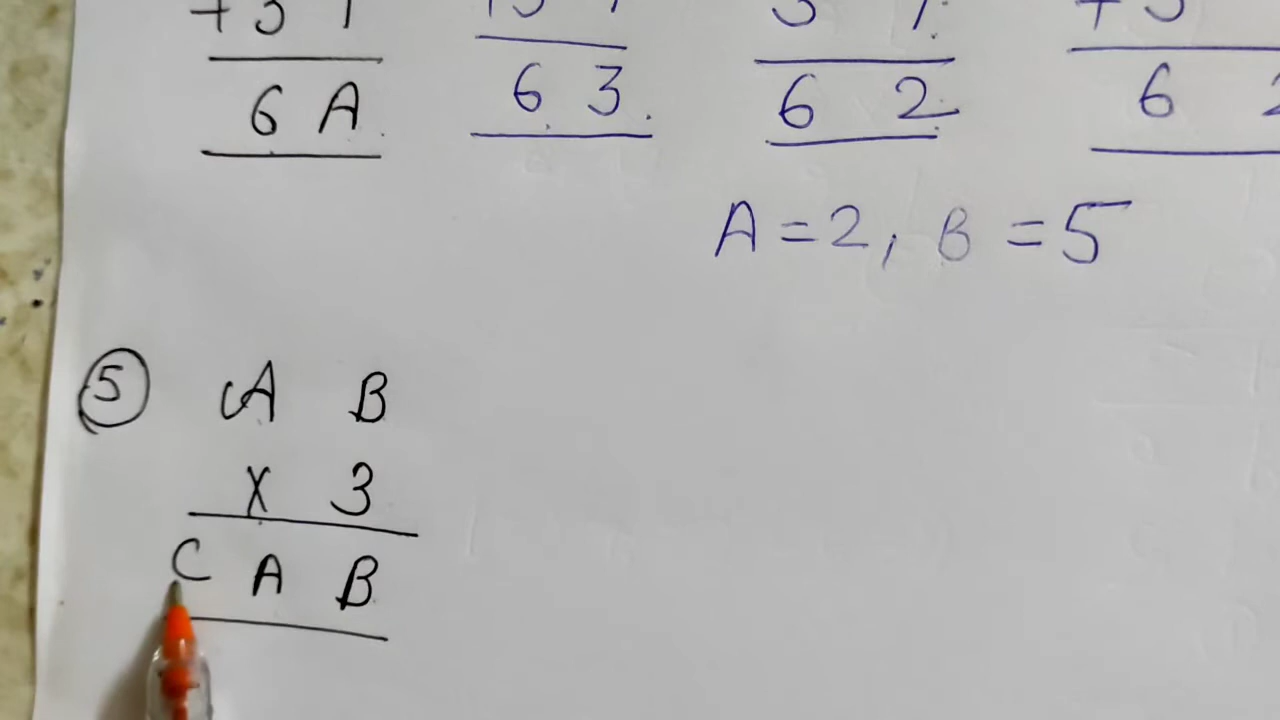 6 A 6 3. 6 2 6
A = 2, B = 5
5 A B
X 3
C A B